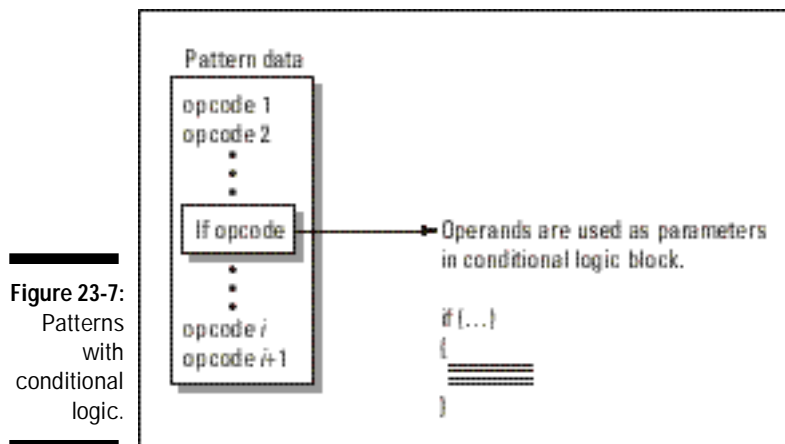 Pattern data
opcode 1
opcode 2
If opcode
opcode i
opcode i+1
Operands are used as parameters
in conditional logic block.
if (...)
{
}
Figure 23-7:
Patterns
with
conditional
logic.